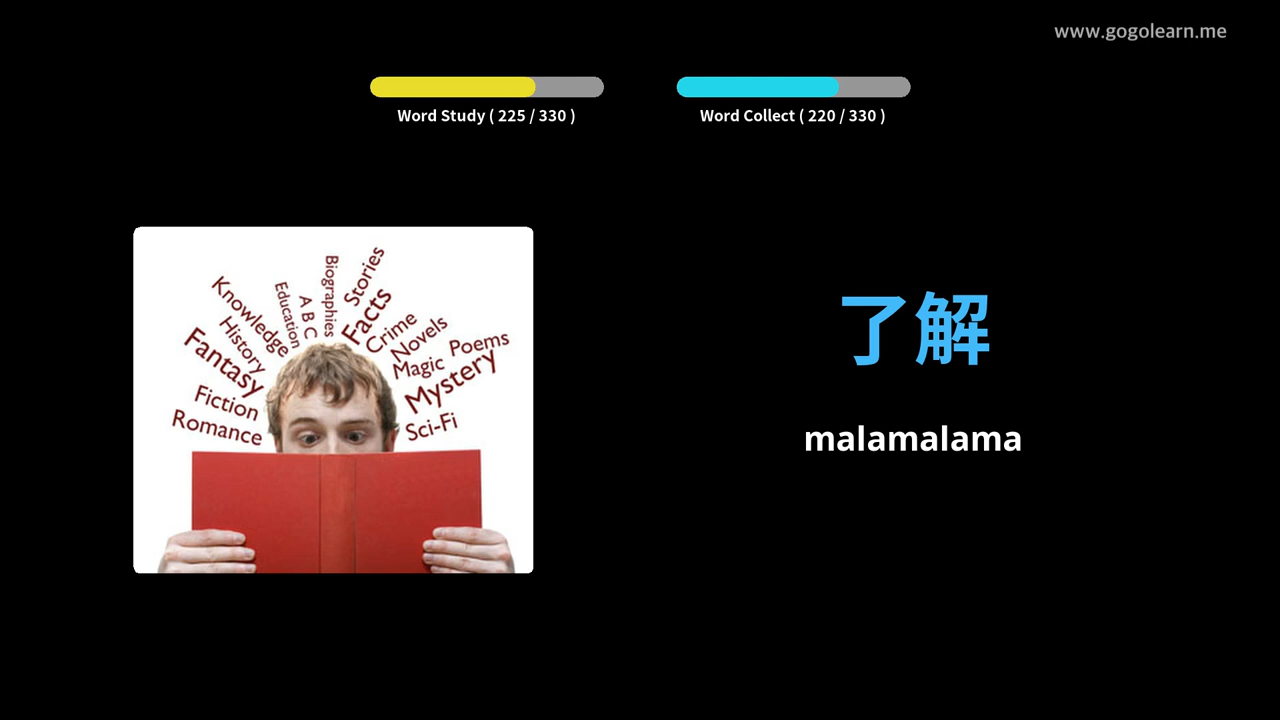 www.gogolearn.me
Word Study ( 225 / 330 )
Word Collect ( 220 / 330 )
Biographies
Stories
Education
A B C
Facts
Knowledge
History
Crime
Novels
Fantasy
Magic
Poems
Mystery
Fiction
Romance
Sci-Fi
了解
malamalama